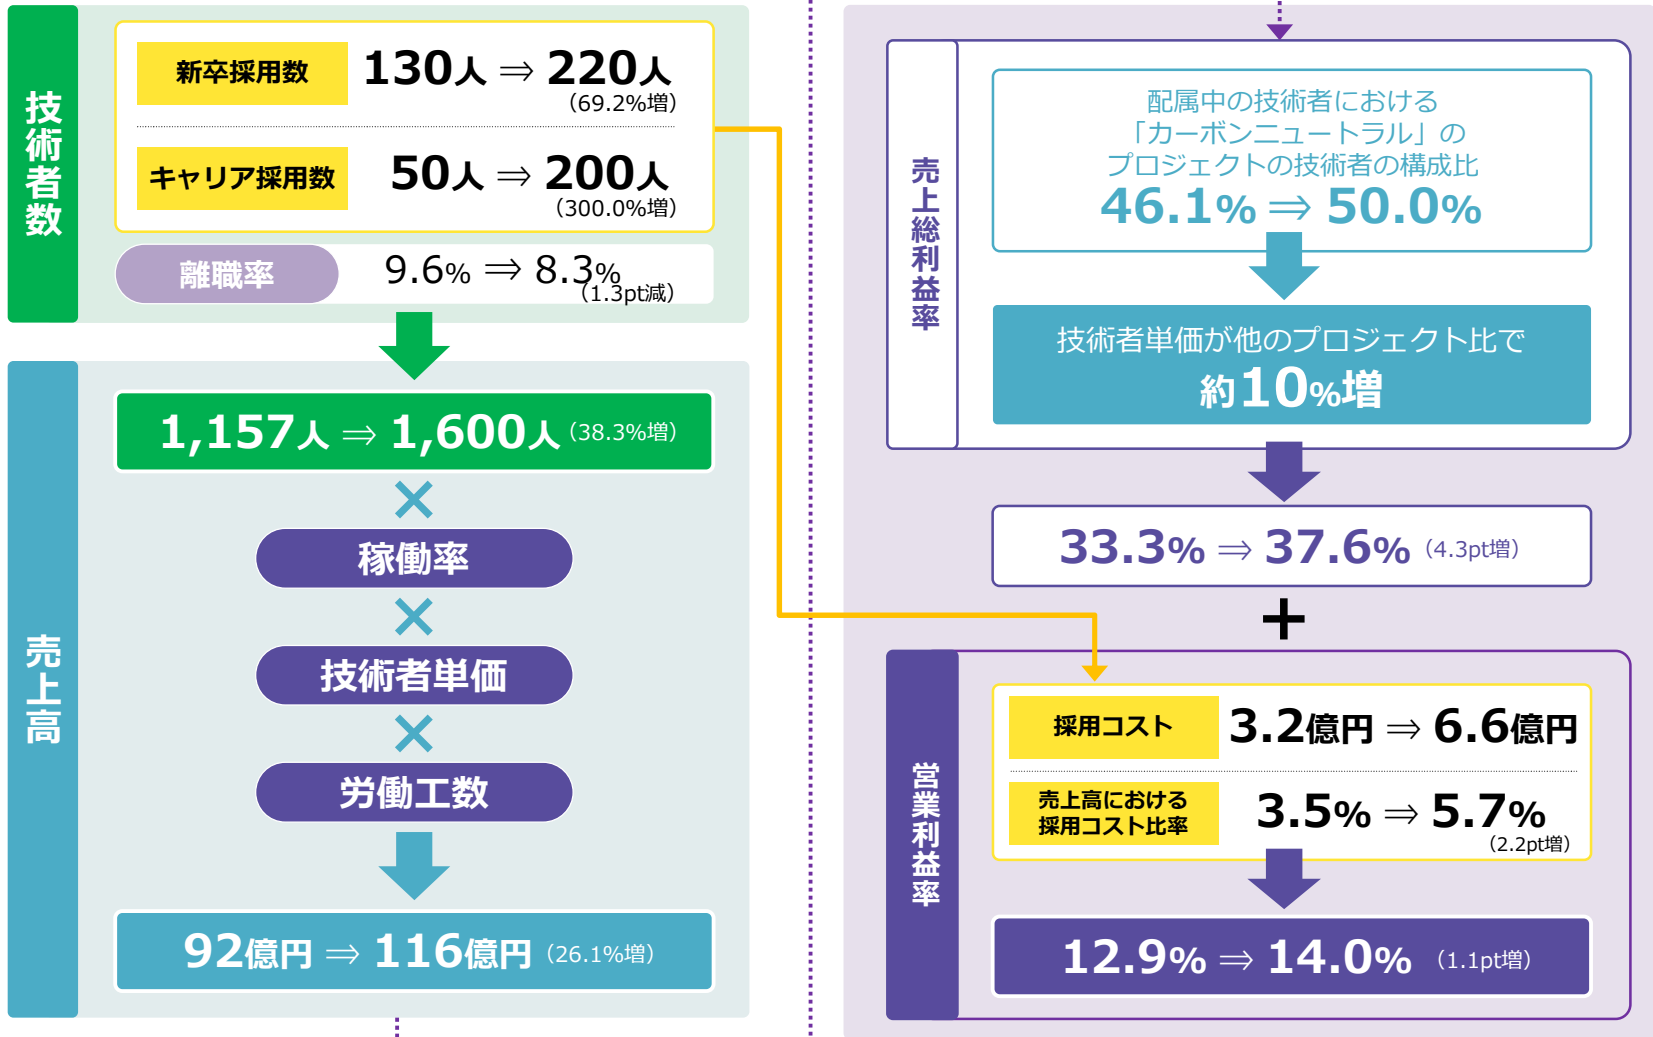 技術者数
新卒採用数
130人 ⇒ 220人
（69.2%増）
キャリア採用数
50人 ⇒ 200人
（300.0%増）
離職率
9.6% ⇒ 8.3%
（1.3pt減）
売上高
1,157人 ⇒ 1,600人（38.3%増）
×
稼働率
×
技術者単価
×
労働工数
92億円 ⇒ 116億円（26.1%増）
売上総利益率
配属中の技術者における
「カーボンニュートラル」の
プロジェクトの技術者の構成比
46.1% ⇒ 50.0%
技術者単価が他のプロジェクト比で
約10%増
33.3% ⇒ 37.6%（4.3pt増）
＋
営業利益率
採用コスト
3.2億円 ⇒ 6.6億円
売上高における
採用コスト比率
3.5% ⇒ 5.7%
（2.2pt増）
12.9% ⇒ 14.0%（1.1pt増）